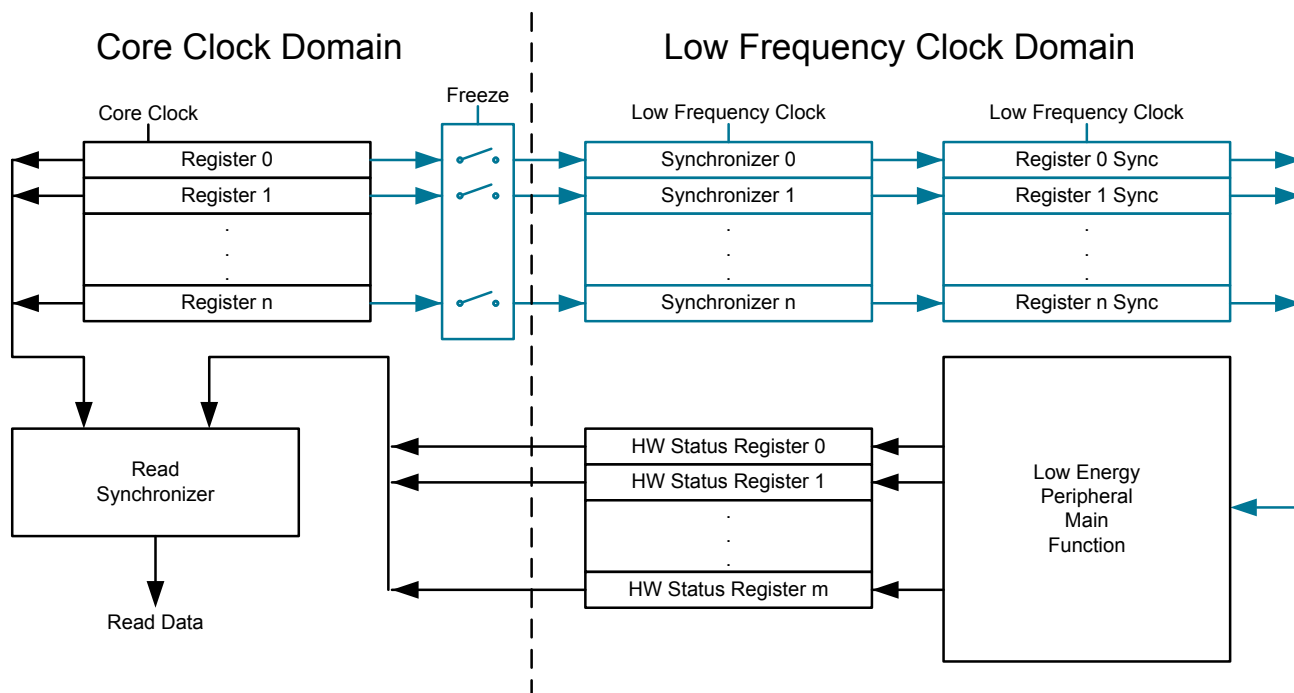 Core Clock Domain
Low Frequency Clock Domain
Freeze
Core Clock
Low Frequency Clock
Low Frequency Clock
Register 0
Synchronizer 0
Register 0 Sync
Register 1
Synchronizer 1
Register 1 Sync
.
.
.
.
.
.
.
.
.
Register n
Synchronizer n
Register n Sync
Read
Synchronizer
Read Data
HW Status Register 0
HW Status Register 1
.
.
.
HW Status Register m
Low Energy
Peripheral
Main
Function